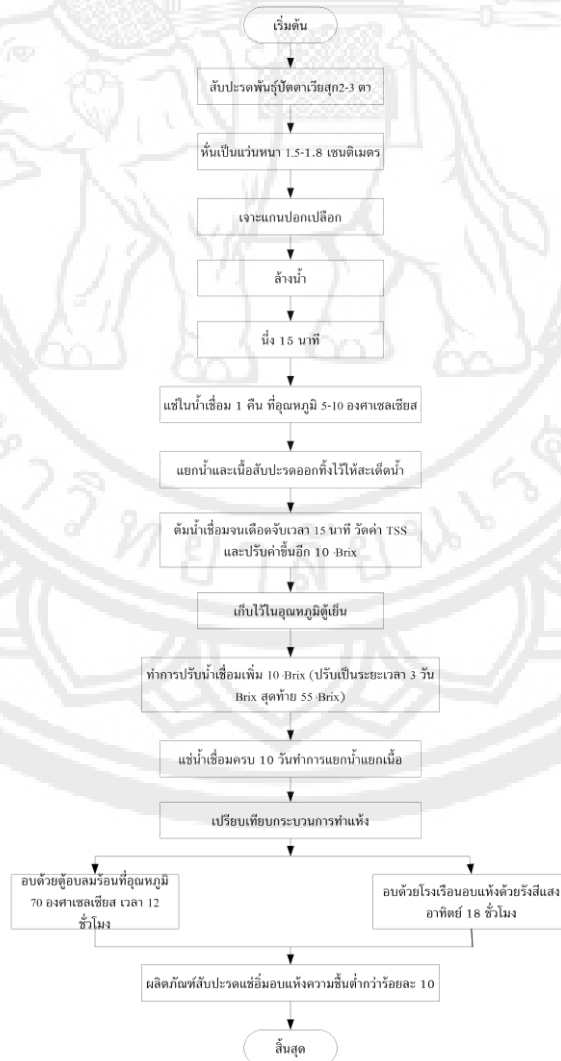 เริ่มต้น
สับปะรดพันธุ์ปัตตาเวียสุก2-3 ตา
หั่นเป็นแว่นหนา 1.5-1.8 เซนติเมตร
เจาะแกนปอกเปลือก
ล้างน้ำ
นึ่ง 15 นาที
แช่ในน้ำเชื่อม 1 คืน ที่อุณหภูมิ 5-10 องศาเซลเซียส
แยกน้ำและเนื้อสับปะรดออกทิ้งไว้ให้สะเด็ดน้ำ
ต้มน้ำเชื่อมจนเดือดจับเวลา 15 นาที วัดค่า TSS
และปรับค่าขึ้นอีก 10 ่Brix
เก็บไว้ในอุณหภูมิตู้เย็น
ทำการปรับน้ำเชื่อมเพิ่ม 10 ่Brix (ปรับเป็นระยะเวลา 3 วัน
Brix สุดท้าย 55 ่Brix)
แช่น้ำเชื่อมครบ 10 วันทำการแยกน้ำแยกเนื้อ
เปรียบเทียบกระบวนการทำแห้ง
อบด้วยตู้อบลมร้อนที่อุณหภูมิ
70 องศาเซลเซียส เวลา 12
ชั่วโมง
อบด้วยโรงเรือนอบแห้งด้วยรังสีแสง
อาทิตย์ 18 ชั่วโมง
ผลิตภัณฑ์สับปะรดแช่อิ่มอบแห้งความชื้นต่ำกว่าร้อยละ 10
สิ้นสุด